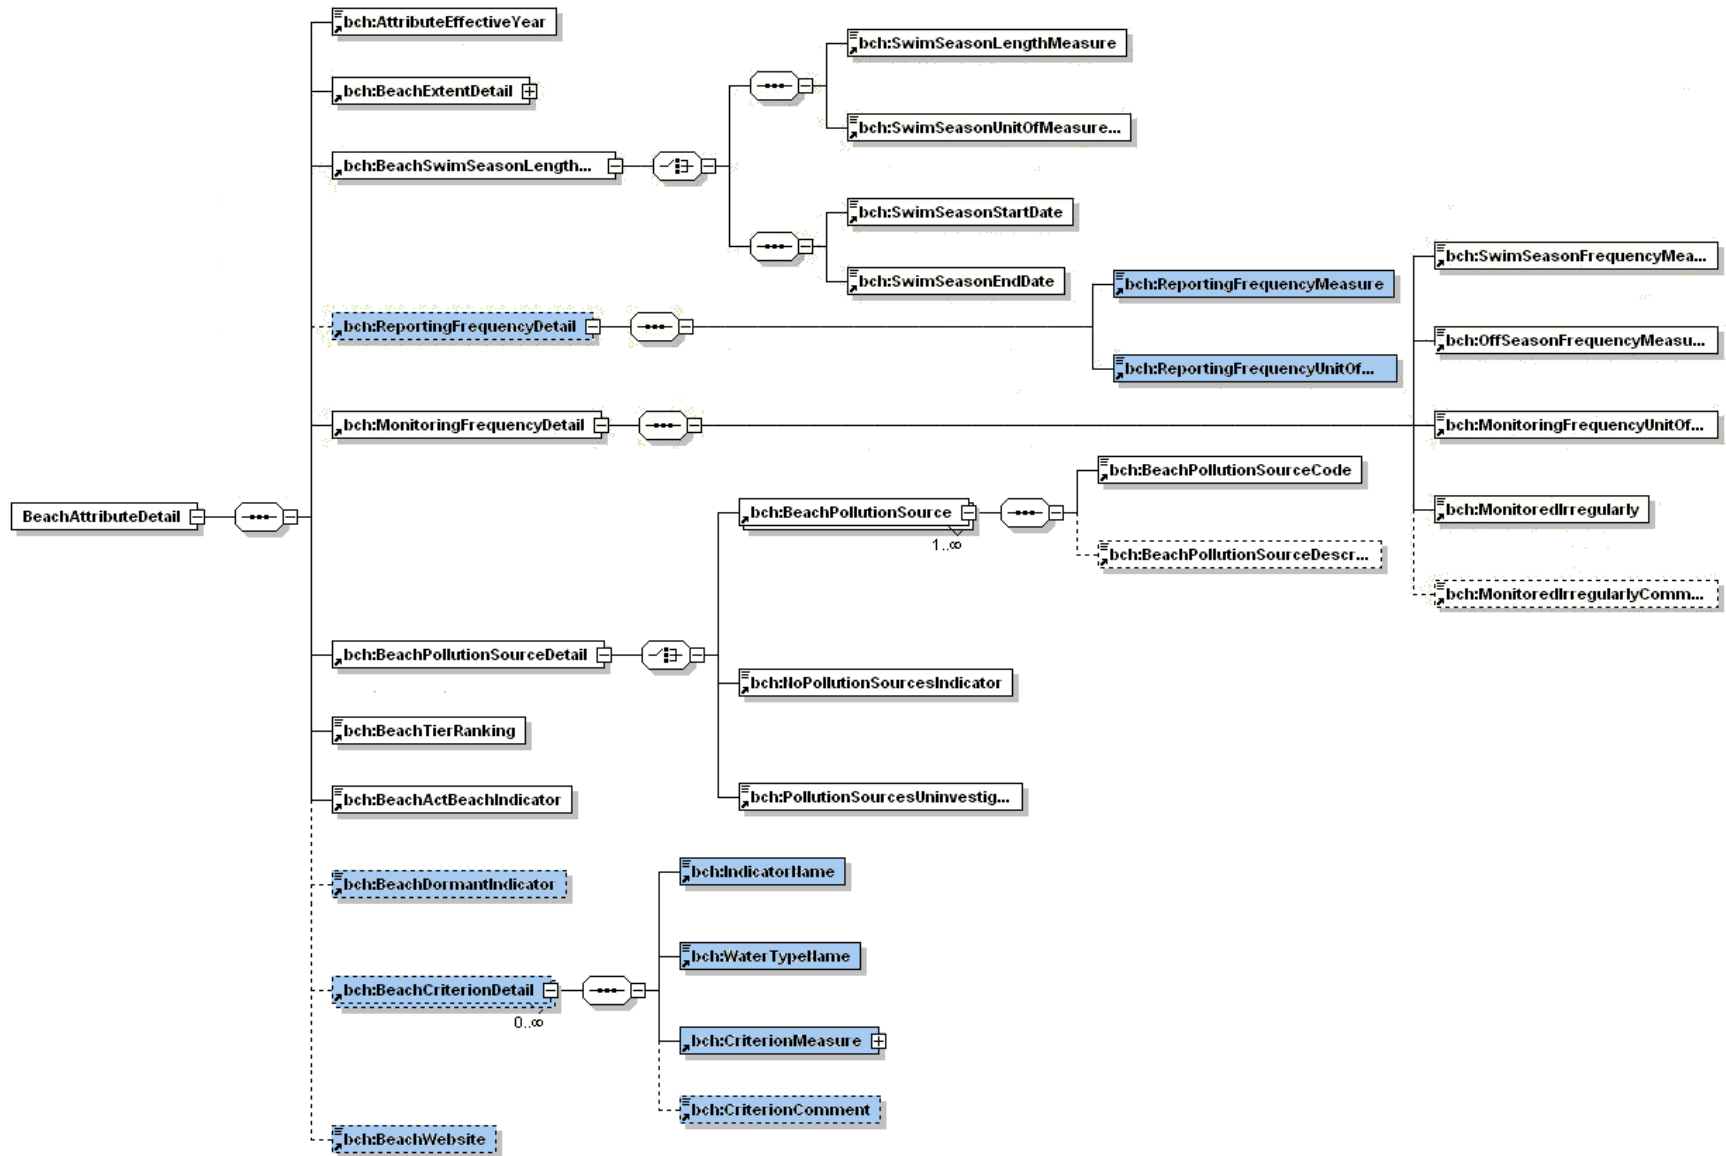 bch:AttributeEffectiveYear
bch:BeachExtentDetail
bch:BeachSwimSeasonLength...
bch:SwimSeasonLengthMeasure
bch:SwimSeasonUnitOfMeasure...
bch:SwimSeasonStartDate
bch:SwimSeasonEndDate
bch:ReportingFrequencyDetail
bch:ReportingFrequencyMeasure
bch:ReportingFrequencyUnitOf...
bch:MonitoringFrequencyDetail
bch:SwimSeasonFrequencyMea...
bch:OffSeasonFrequencyMeasu...
bch:MonitoringFrequencyUnitOf...
bch:MonitoredIrregularly
bch:MonitoredIrregularlyComm...
BeachAttributeDetail
bch:BeachPollutionSourceDetail
bch:BeachPollutionSource
1..∞
bch:BeachPollutionSourceCode
bch:BeachPollutionSourceDescr...
bch:NoPollutionSourcesIndicator
bch:PollutionSourcesUninvestig...
bch:BeachTierRanking
bch:BeachActBeachIndicator
bch:BeachDormantIndicator
bch:BeachCriterionDetail
0..∞
bch:IndicatorName
bch:WaterTypeName
bch:CriterionMeasure
bch:CriterionComment
bch:BeachWebsite